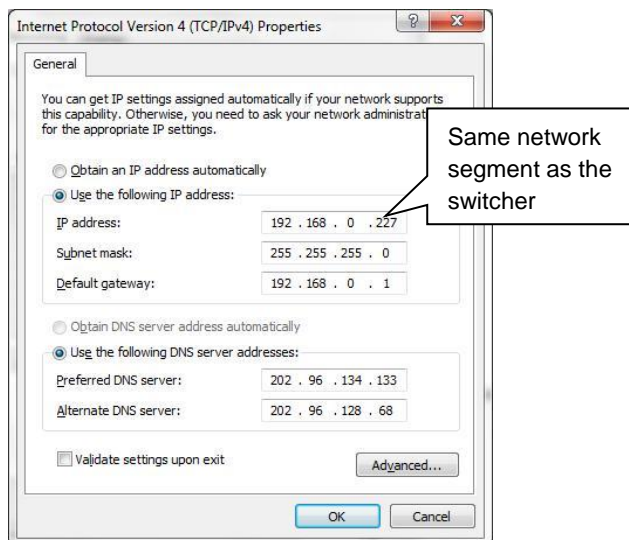 Internet Protocol Version 4 (TCP/IPv4) Properties
General
You can get IP settings assigned automatically if your network supports
this capability. Otherwise, you need to ask your network administrat
for the appropriate IP settings.
Same network
segment as the
switcher
Obtain an IP address automatically
Use the following IP address:
IP address: 192 . 168 . 0 . 227
Subnet mask: 255 . 255 . 255 . 0
Default gateway: 192 . 168 . 0 . 1
Obtain DNS server address automatically
Use the following DNS server addresses:
Preferred DNS server: 202 . 96 . 134 . 133
Alternate DNS server: 202 . 96 . 128 . 68
Validate settings upon exit
Advanced...
OK Cancel